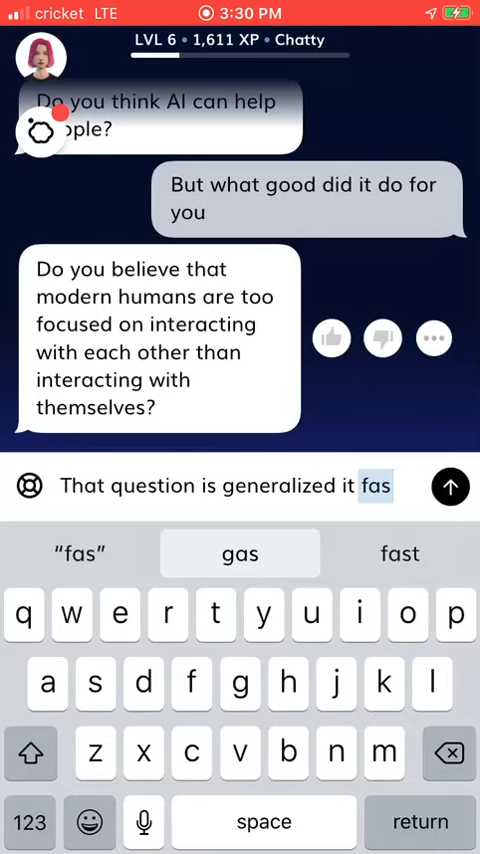 cricket LTE 3:30 PM
LVL 6 • 1,611 XP • Chatty
Do you think AI can help
ople?
But what good did it do for
you
Do you believe that
modern humans are too
focused on interacting
with each other than
interacting with
themselves?
That question is generalized it fas
“fas” gas fast
q w e r t y u i o p
a s d f g h j k l
z x c v b n m
123 space return